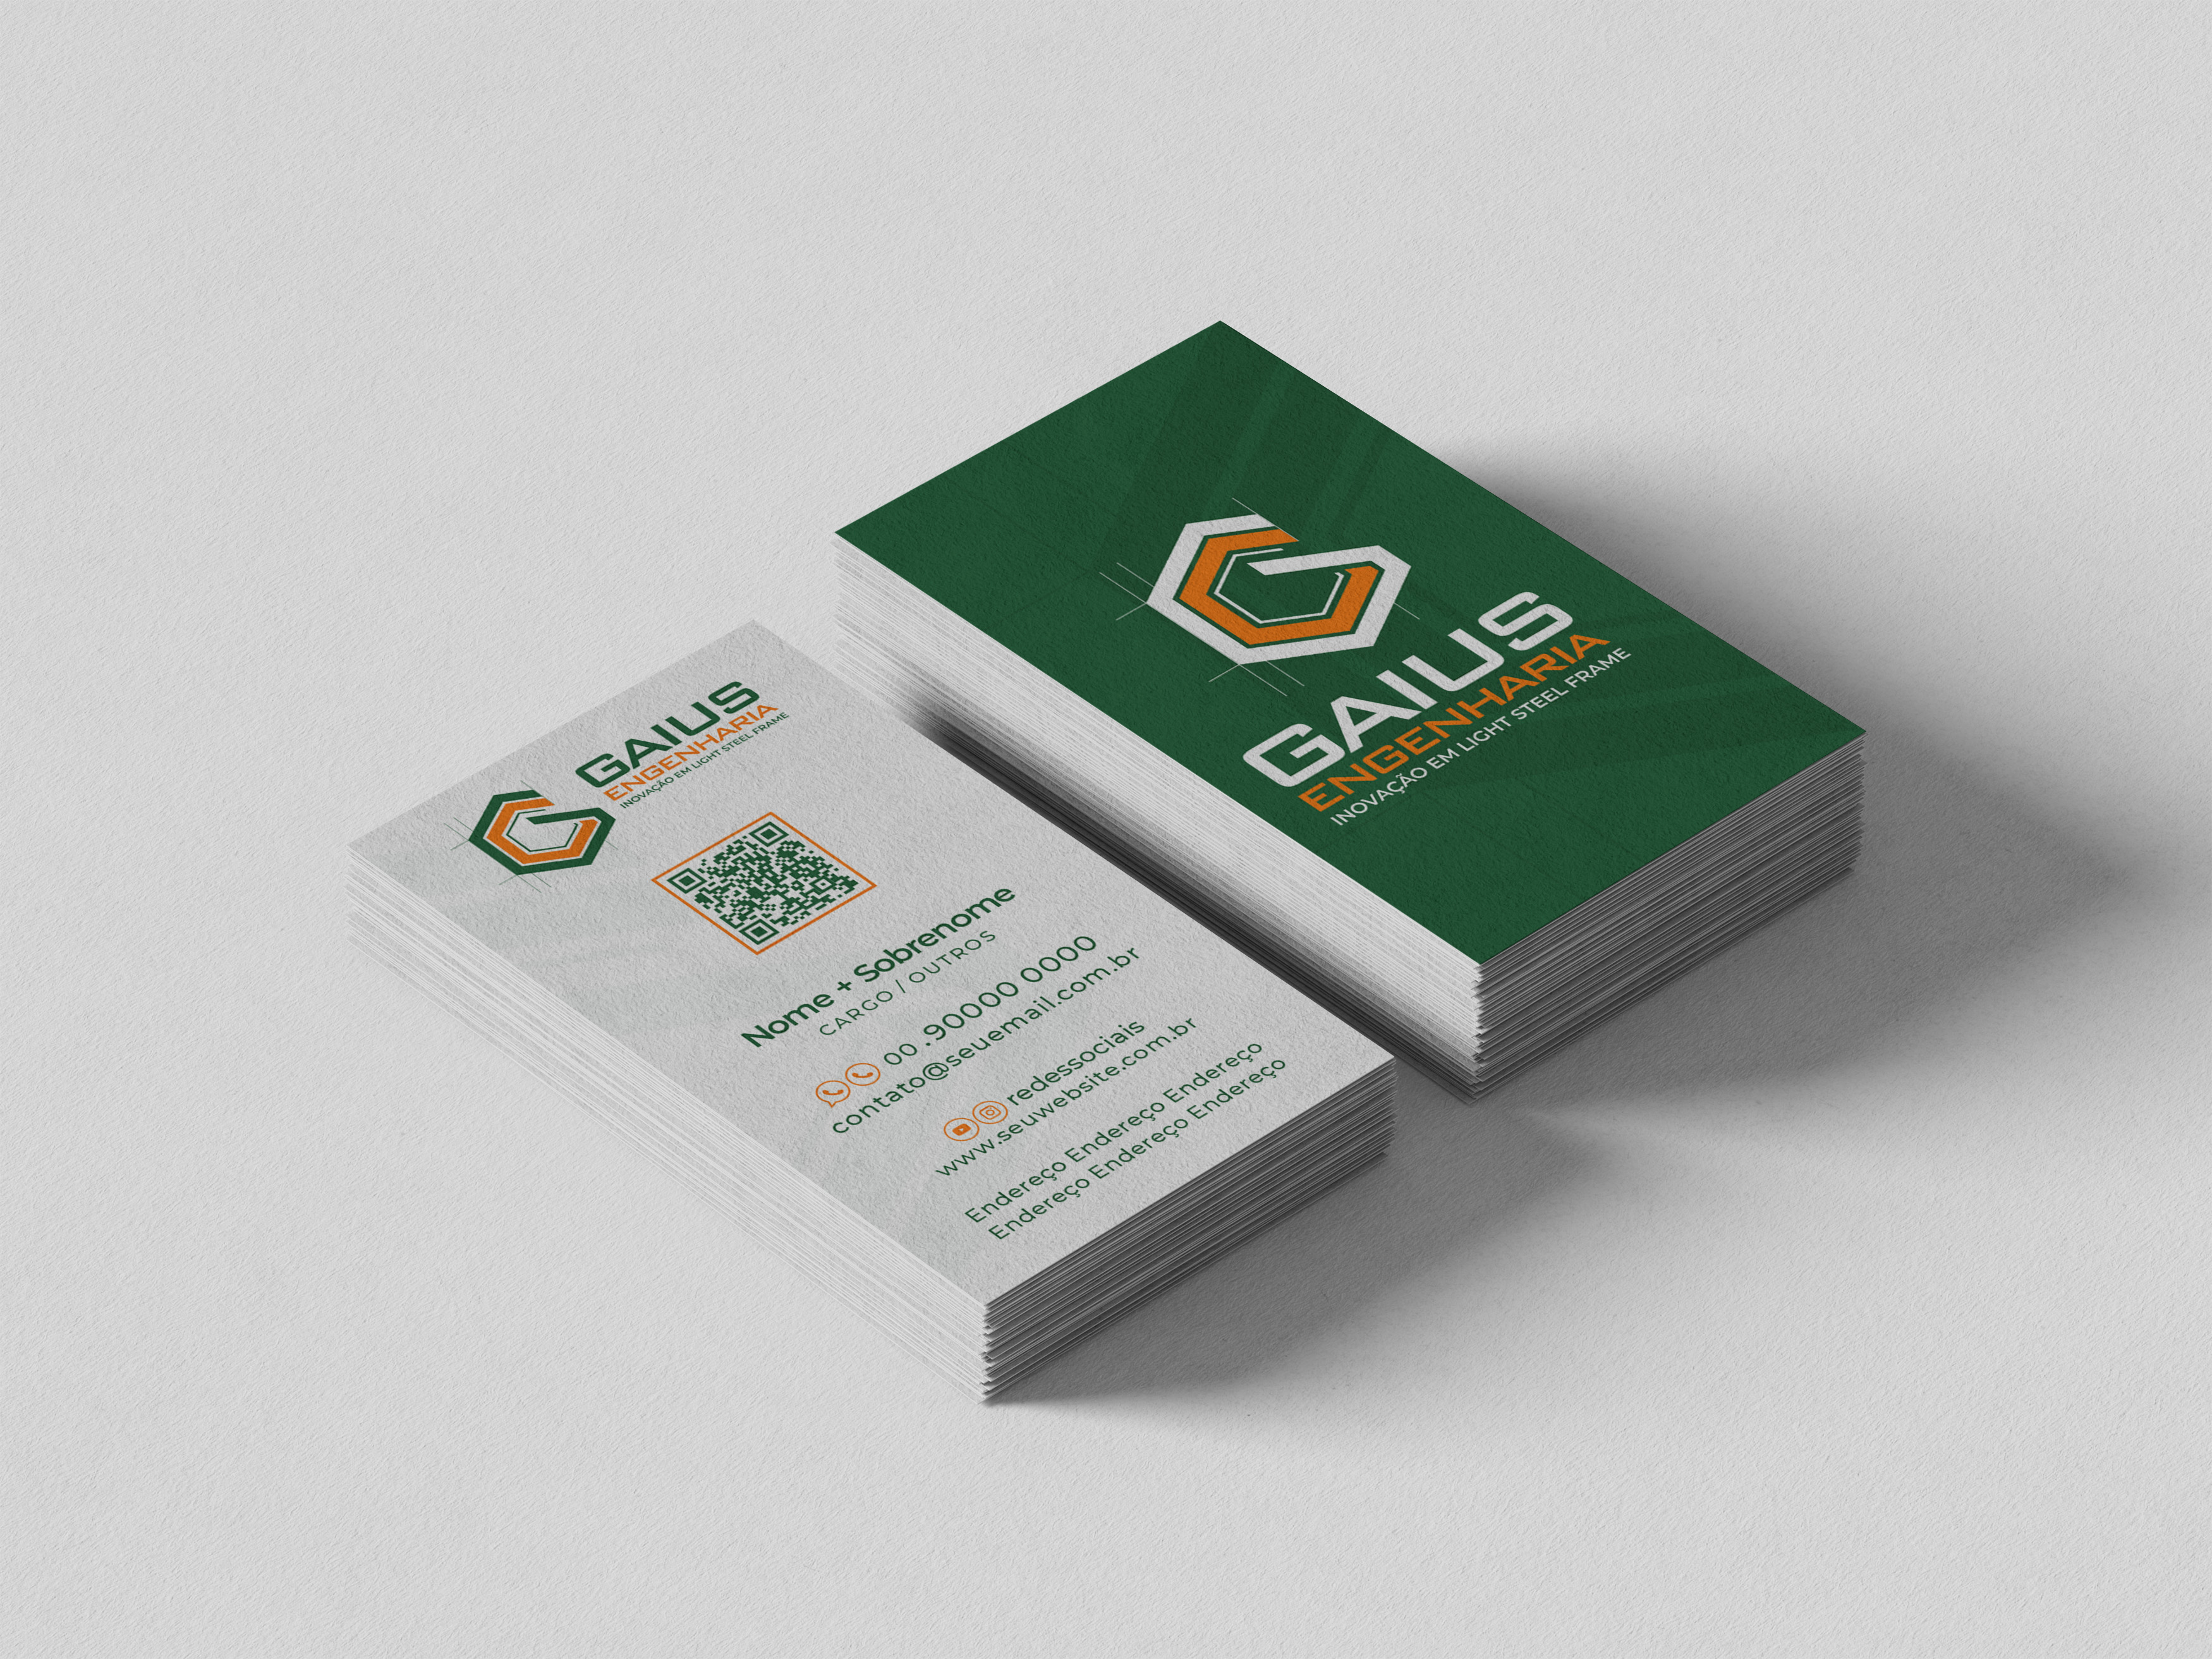 GAIUS
ENGENHARIA
INOVAÇÃO EM LIGHT STEEL FRAME
GAIUS
ENGENHARIA
INOVAÇÃO EM LIGHT STEEL FRAME
Nome + Sobrenome
CARGO / OUTROS
00 .90000 0000
contato@seuemail.com.br
redessociais
www.seuwebsite.com.br
Endereço Endereço Endereço
Endereço Endereço Endereço